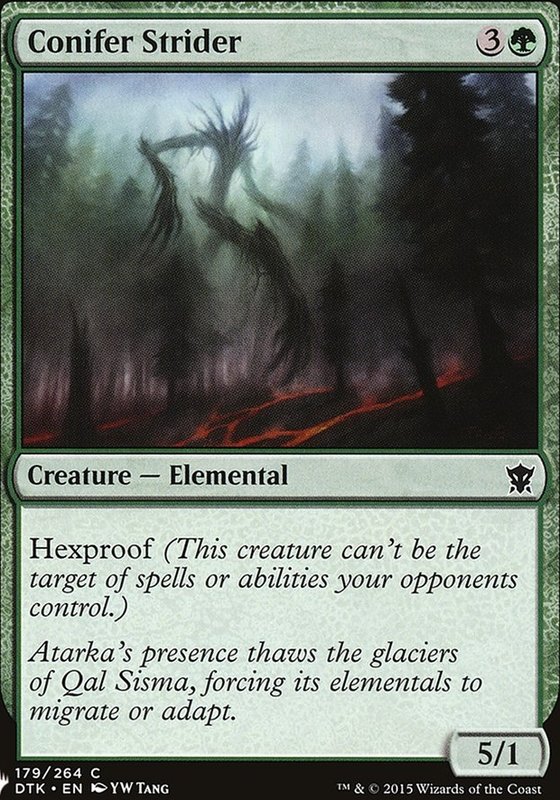 Conifer Strider 3
Creature — Elemental
Hexproof (This creature can't be the
target of spells or abilities your opponents
control.)
Atarka's presence thaws the glaciers
of Qal Sisma, forcing its elementals to
migrate or adapt.
5/1
179/264 C
DTK • EN YW Tang
™ & © 2015 Wizards of the Coast